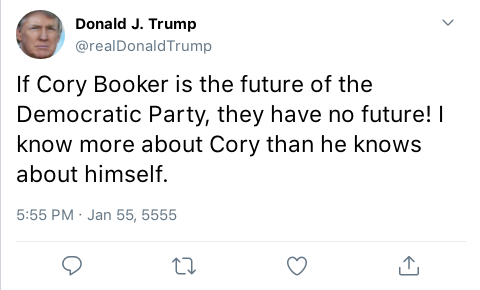 Donald J. Trump
@realDonaldTrump
If Cory Booker is the future of the
Democratic Party, they have no future! I
know more about Cory than he knows
about himself.
5:55 PM · Jan 55, 5555